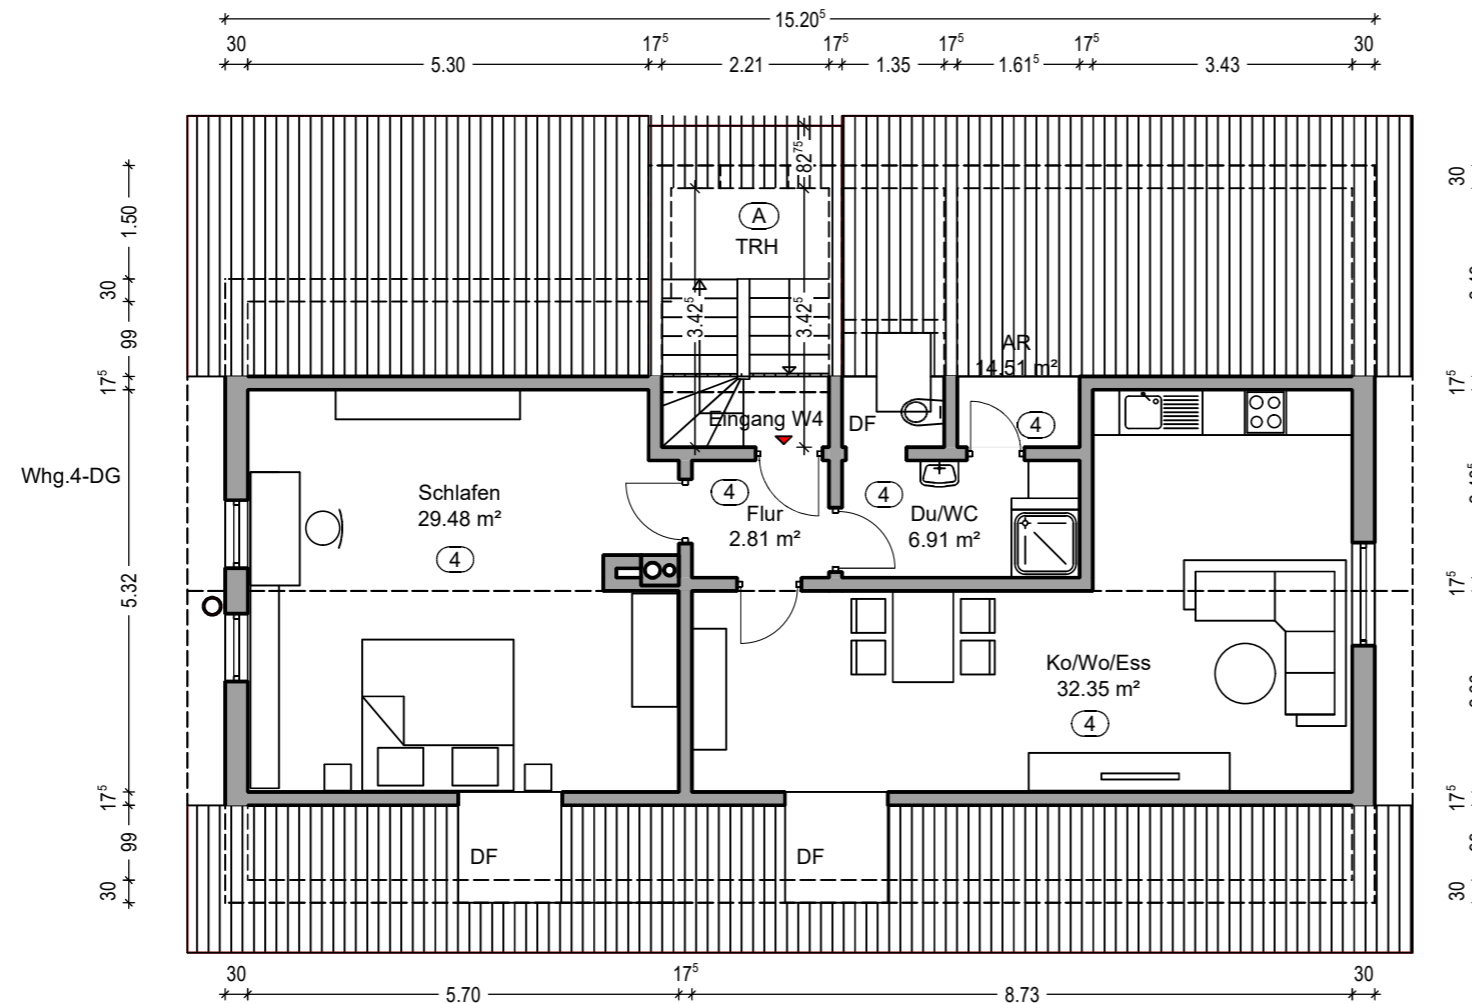 15.20⁵
30 17⁵ 17⁵ 17⁵ 17⁵ 30
5.30 2.21 1.35 1.61⁵ 3.43
82⁷⁵
30
1.50
A
TRH
30
3.42⁵ 3.42⁵
99
AR
14.51 m²
17⁵ 17⁵
Eingang W4 DF 4
Whg.4-DG
Schlafen
29.48 m²
4
4
Flur
2.81 m²
4
Du/WC
6.91 m²
5.32
17⁵
Ko/Wo/Ess
32.35 m²
4
17⁵ 17⁵
99
DF DF
30 30
30 17⁵ 30
5.70 8.73